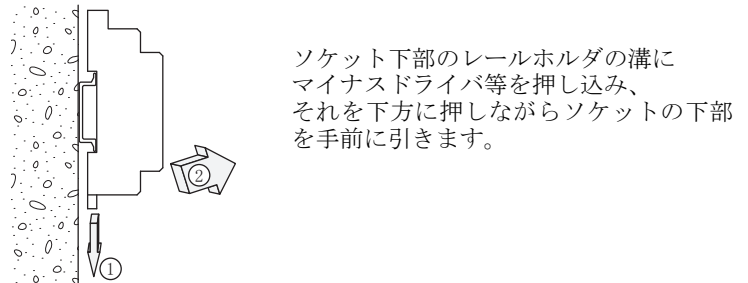 ソケット下部のレールホルダの溝に
マイナスドライバ等を押し込み、
それを下方に押しながらソケットの下部
を手前に引きます。
②
①